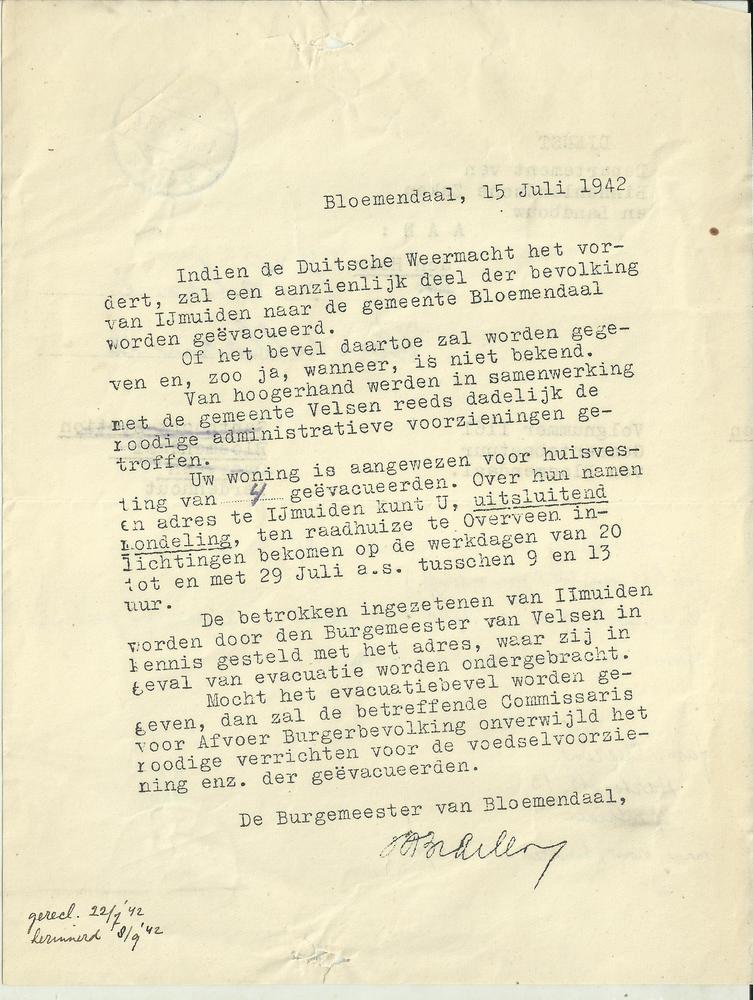 Bloemendaal, 15 Juli 1942
Indien de Duitsche Weermacht het vor-
dert, zal een aanzienlijk deel der bevolking
van IJmuiden naar de gemeente Bloemendaal
worden geëvacueerd.
Of het bevel daartoe zal worden gege-
ven en, zoo ja, wanneer, is niet bekend.
Van hoogerhand werden in samenwerking
met de gemeente Velsen reeds dadelijk de
noodige administratieve voorzieningen ge-
troffen.
Uw woning is aangewezen voor huisves-
ting van 4 geëvacueerden. Over hun namen
en adres te IJmuiden kunt U, uitsluitend
mondeling, ten raadhuize te Overveen in-
lichtingen bekomen op de werkdagen van 20
tot en met 29 Juli a.s. tusschen 9 en 13
uur.
De betrokken ingezetenen van IJmuiden
worden door den Burgemeester van Velsen in
kennis gesteld met het adres, waar zij in
geval van evacuatie worden ondergebracht.
Mocht het evacuatiebevel worden ge-
geven, dan zal de betreffende Commissaris
voor Afvoer Burgerbevolking onverwijld het
noodige verrichten voor de voedselvoorzie-
ning enz. der geëvacueerden.
De Burgemeester van Bloemendaal,
gerecl. 22/7 '42
herinnerd 8/9 '42